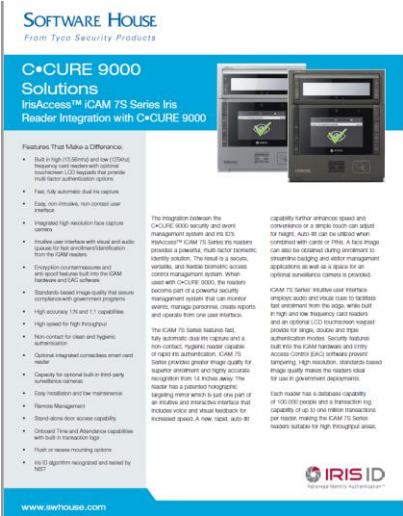 SOFTWARE HOUSE
From Tyco Security Products
C•CURE 9000
Solutions
IrisAccess™ iCAM 7S Series Iris
Reader Integration with C•CURE 9000
Features That Make a Difference:
• Built in high (13.56mhz) and low (125khz)
frequency card readers with optional
touchscreen LCD keypads that provide
multi-factor authentication options
• Fast, fully automatic dual iris capture
• Easy, non-intrusive, non-contact user
interface
• Integrated high resolution face capture
camera
• Intuitive user interface with visual and audio
queues for fast enrollment/identification
from the iCAM readers
• Encryption countermeasures and
anti-spoof features built into the iCAM
hardware and EAC software
• Standards-based image quality that assure
compliance with government programs
• High accuracy 1:N and 1:1 capabilities
• High speed for high throughput
• Non-contact for clean and hygienic
authentication
• Optional integrated contactless smart card
reader
• Capacity for optional built-in third-party
surveillance cameras
• Easy installation and low maintenance
• Remote Management
• Stand-alone door access capability
• Onboard Time and Attendance capabilities
with built in transaction logs
• Flush or recess mounting options
• Iris ID algorithm recognized and tested by
NIST
The integration between the
C•CURE 9000 security and event
management system and Iris ID's
IrisAccess™ iCAM 7S Series iris readers
provides a powerful, multi-factor biometric
identity solution. The result is a secure,
versatile, and flexible biometric access
control management system. When
used with C•CURE 9000, the readers
become part of a powerful security
management system that can monitor
events, manage personnel, create reports
and operate from one user interface.
The iCAM 7S Series features fast,
fully automatic dual iris capture and a
non-contact, hygienic reader capable
of rapid iris authentication. iCAM 7S
Series provides greater image quality for
superior enrollment and highly accurate
recognition from 14 inches away. The
reader has a patented holographic
targeting mirror which is just one part of
an intuitive and interactive interface that
includes voice and visual feedback for
increased speed. A new, rapid, auto-tilt
capability further enhances speed and
convenience or a simple touch can adjust
for height. Auto-tilt can be utilized when
combined with cards or PINs. A face image
can also be obtained during enrollment to
streamline badging and visitor management
applications as well as a space for an
optional surveillance camera is provided.
iCAM 7S Series' intuitive user interface
employs audio and visual cues to facilitate
fast enrollment from the edge, while built
in high and low frequency card readers
and an optional LCD touchscreen keypad
provide for single, double and triple
authentication modes. Security features
built into the iCAM hardware and Entry
Access Control (EAC) software prevent
tampering. High resolution, standards-based
image quality makes the readers ideal
for use in government deployments.
Each reader has a database capability
of 100,000 people and a transaction log
capability of up to one million transactions
per reader, making the iCAM 7S Series
readers suitable for high throughput areas.
IRIS ID
Advanced Identity Authentication™
www.swhouse.com